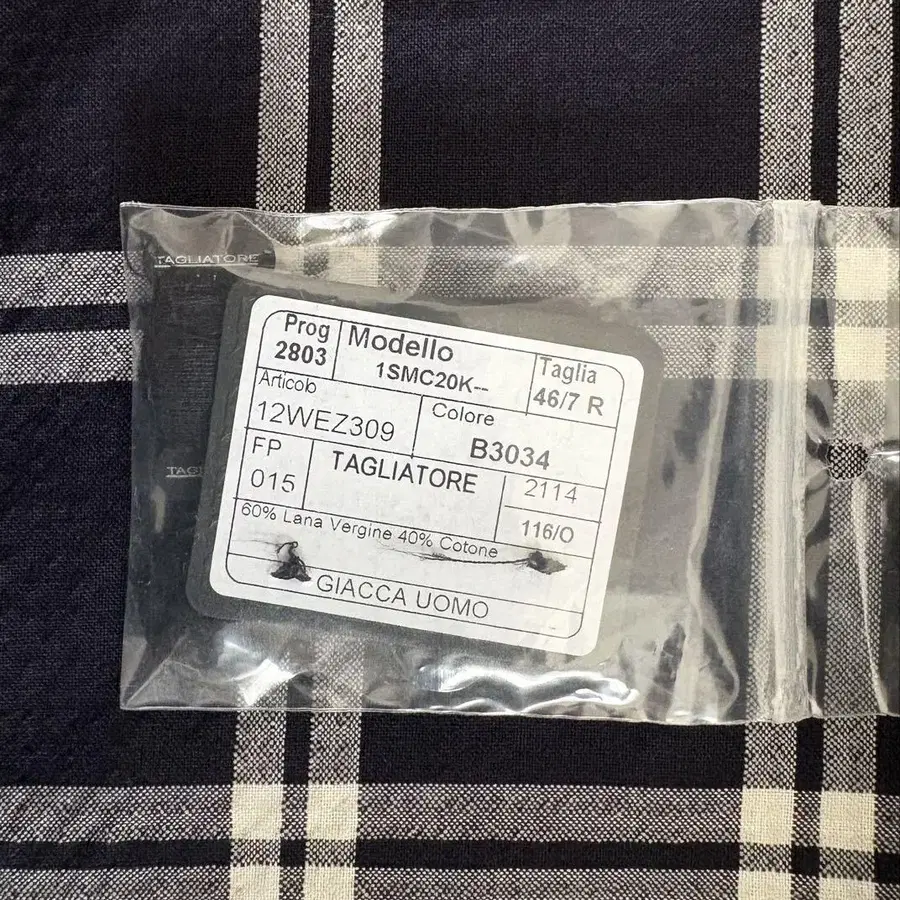 TAGLIATORE
Prog
2803
Modello
1SMC20K--
Taglia
46/7 R
Articolo
12WEZ309
Colore
B3034
FP
015
TAGLIATORE
2114
116/O
60% Lana Vergine 40% Cotone
GIACCA UOMO
TAG